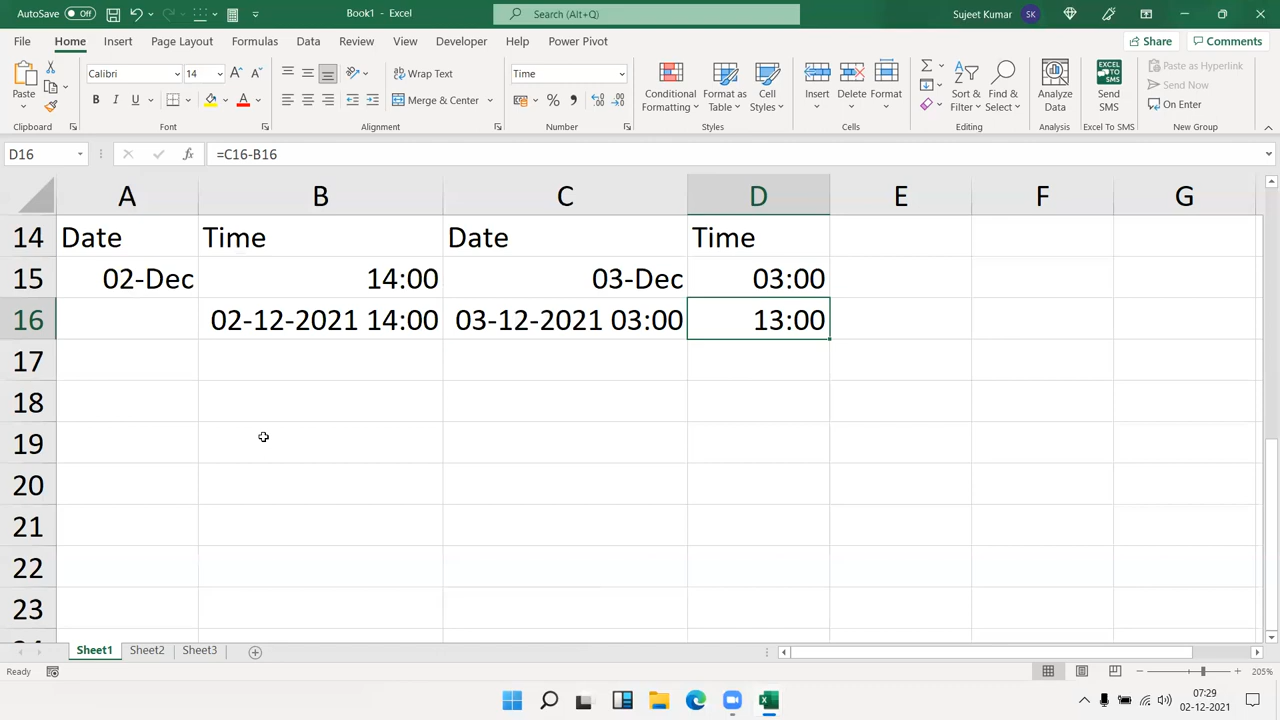 AutoSave Off Book1 - Excel Search (Alt+Q) Sujeet Kumar SK
File Home Insert Page Layout Formulas Data Review View Developer Help Power Pivot Share Comments
Paste Calibri 14 Wrap Text Time Conditional Formatting Format as Table Cell Styles Insert Delete Format Sort & Filter Find & Select Analyze Data Send SMS Paste as Hyperlink
B I U A Merge & Center % Send Now
On Enter
Clipboard Font Alignment Number Styles Cells Editing Analysis Excel To SMS New Group
D16 fx =C16-B16
A B C D E F G
14 Date Time Date Time
15 02-Dec 14:00 03-Dec 03:00
16 02-12-2021 14:00 03-12-2021 03:00 13:00
17
18
19
20
21
22
23
Sheet1 Sheet2 Sheet3
Ready 205%
07:29
02-12-2021